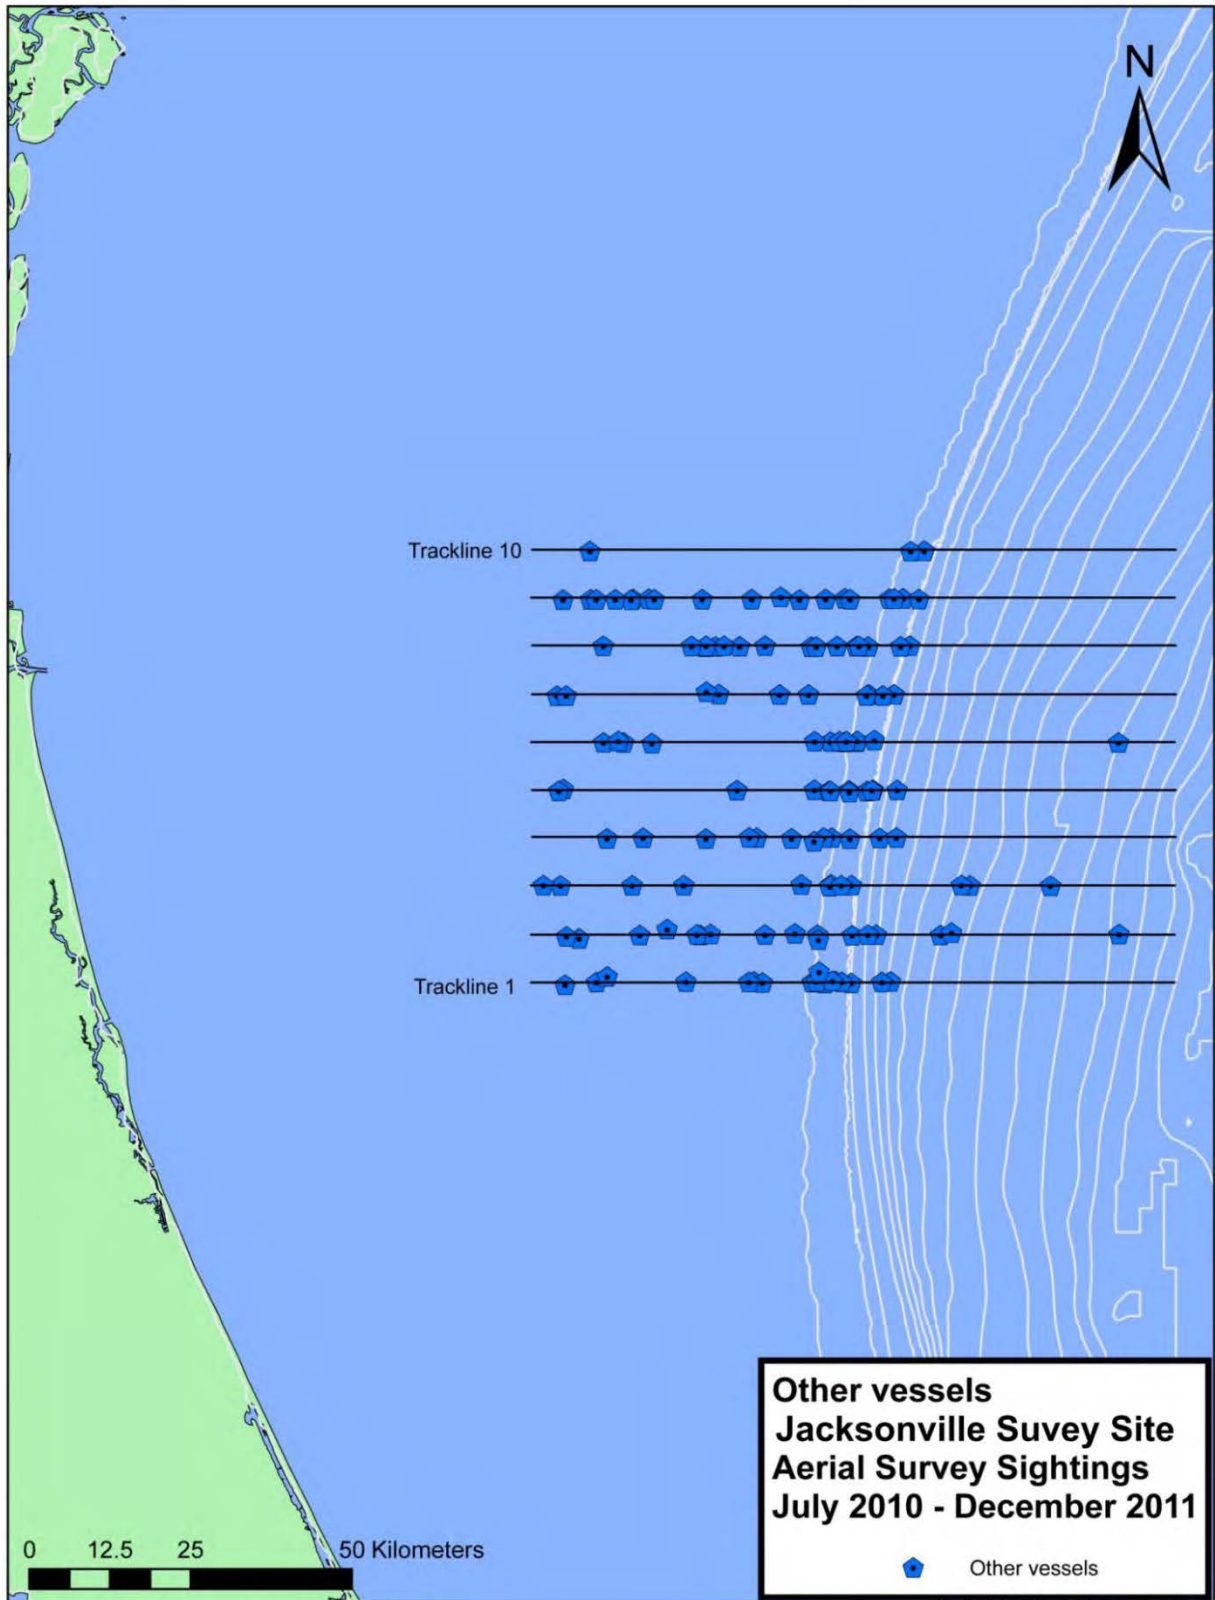 N
Trackline 10
Trackline 1
Other vessels
Jacksonville Suvey Site
Aerial Survey Sightings
July 2010 - December 2011
Other vessels
0 12.5 25 50 Kilometers